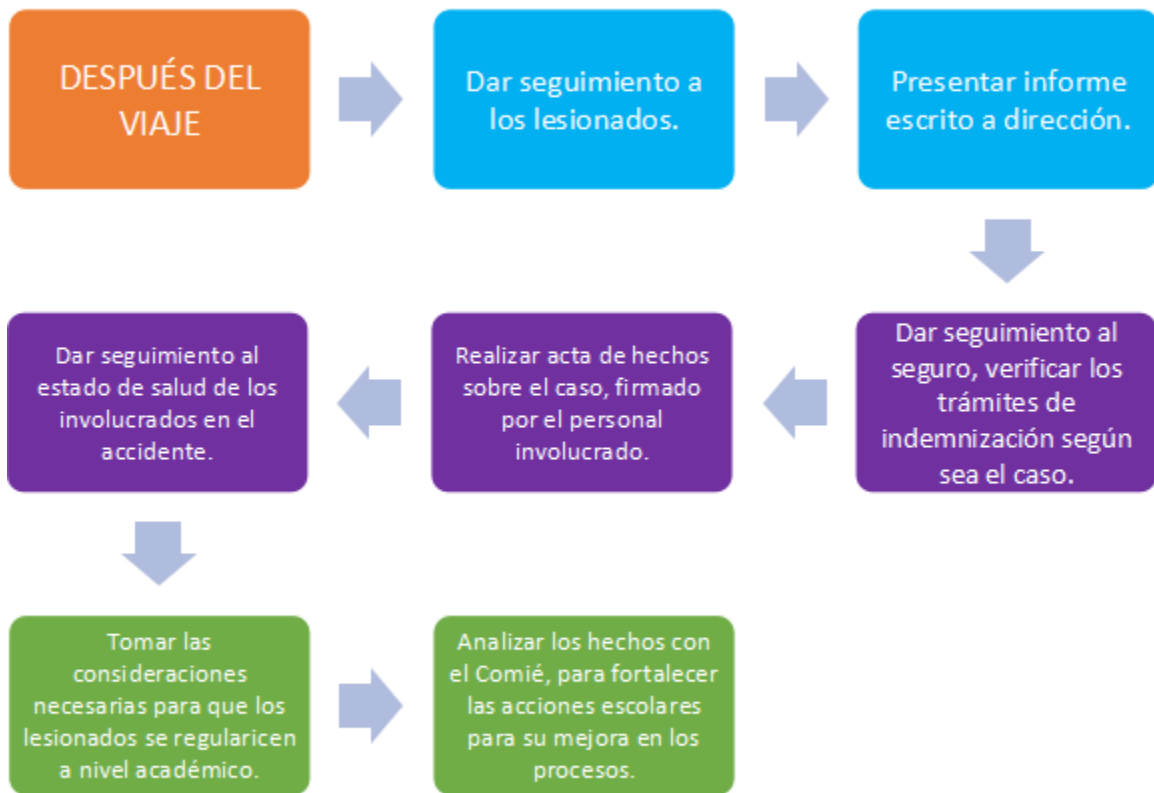 DESPUÉS DEL
VIAJE
Dar seguimiento a
los lesionados.
Presentar informe
escrito a dirección.
Dar seguimiento al
seguro, verificar los
trámites de
indemnización según
sea el caso.
Realizar acta de hechos
sobre el caso, firmado
por el personal
involucrado.
Dar seguimiento al
estado de salud de los
involucrados en el
accidente.
Tomar las
consideraciones
necesarias para que los
lesionados se regularicen
a nivel académico.
Analizar los hechos con
el Comié, para fortalecer
las acciones escolares
para su mejora en los
procesos.